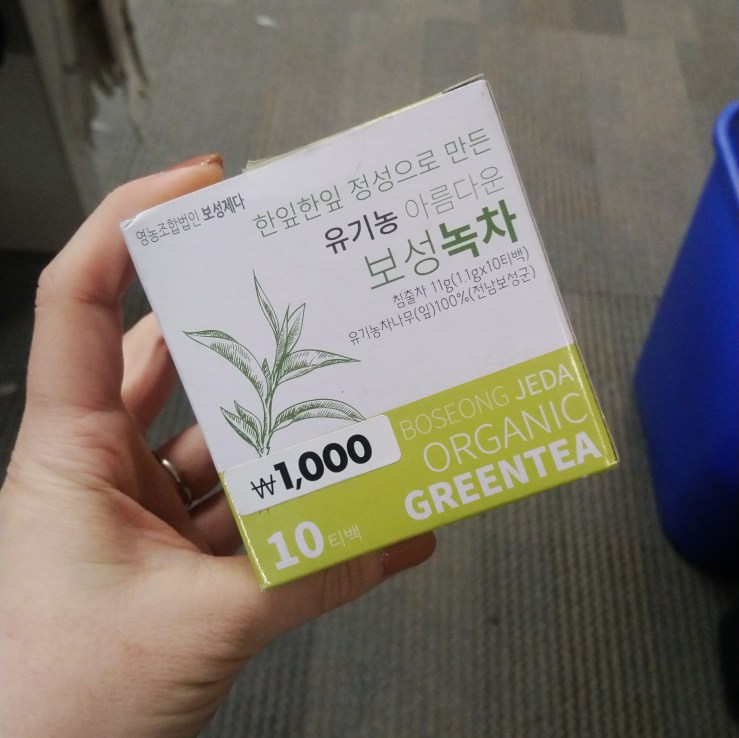 영농조합법인 보성제다
한잎한잎 정성으로 만든
유기농 아름다운
보성녹차
침출차 11g(1.1gx10티백)
유기농차나무(잎)100%(전남보성군)
BOSEONG JEDA
ORGANIC
GREENTEA
₩1,000
10 티백